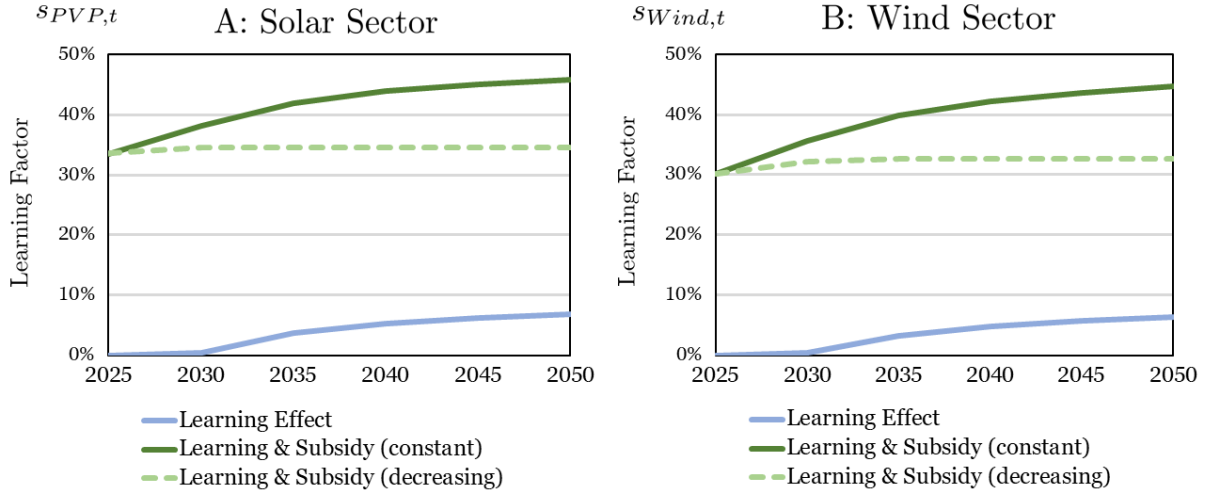 s_{PVP,t}
A: Solar Sector
Learning Factor
50%
40%
30%
20%
10%
0%
2025 2030 2035 2040 2045 2050
Learning Effect
Learning & Subsidy (constant)
Learning & Subsidy (decreasing)
s_{Wind,t}
B: Wind Sector
Learning Factor
50%
40%
30%
20%
10%
0%
2025 2030 2035 2040 2045 2050
Learning Effect
Learning & Subsidy (constant)
Learning & Subsidy (decreasing)